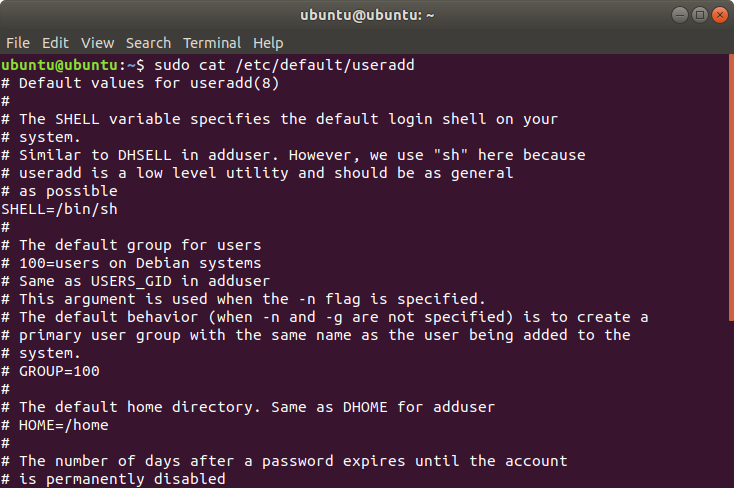 ubuntu@ubuntu: ~
File Edit View Search Terminal Help
ubuntu@ubuntu:~$ sudo cat /etc/default/useradd
# Default values for useradd(8)
#
# The SHELL variable specifies the default login shell on your
# system.
# Similar to DHSELL in adduser. However, we use "sh" here because
# useradd is a low level utility and should be as general
# as possible
SHELL=/bin/sh
#
# The default group for users
# 100=users on Debian systems
# Same as USERS_GID in adduser
# This argument is used when the -n flag is specified.
# The default behavior (when -n and -g are not specified) is to create a
# primary user group with the same name as the user being added to the
# system.
# GROUP=100
#
# The default home directory. Same as DHOME for adduser
# HOME=/home
#
# The number of days after a password expires until the account
# is permanently disabled